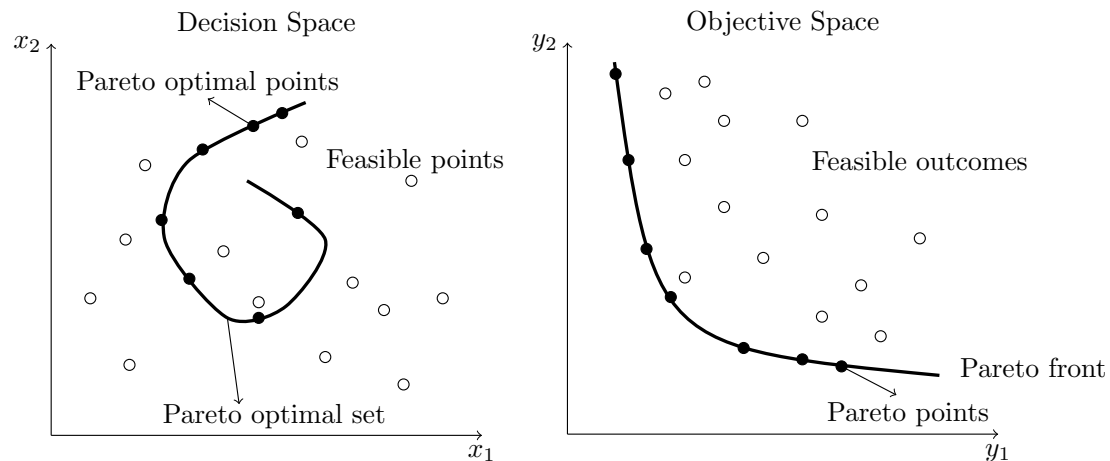 Decision Space
x₂
Pareto optimal points
Feasible points
Pareto optimal set
x₁
Objective Space
y₂
Feasible outcomes
Pareto front
Pareto points
y₁